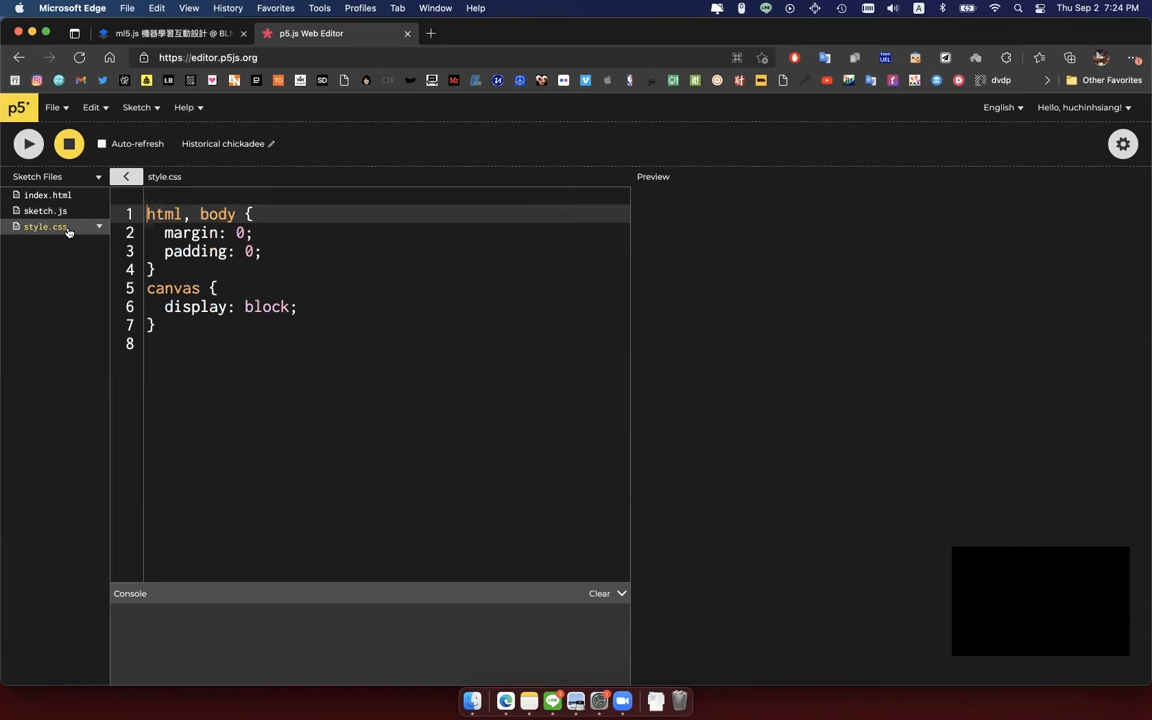 Microsoft Edge File Edit View History Favorites Tools Profiles Tab Window Help A Thu Sep 2 7:24 PM
ml5.js 機器學習互動設計 @ BLN
p5.js Web Editor
https://editor.p5js.org
dvdp
Other Favorites
p5* File Edit Sketch Help English Hello, huchinhsiang!
Auto-refresh Historical chickadee
Sketch Files
style.css
Preview
index.html
sketch.js
style.css
1 html, body {
2 margin: 0;
3 padding: 0;
4 }
5 canvas {
6 display: block;
7 }
8
Console
Clear